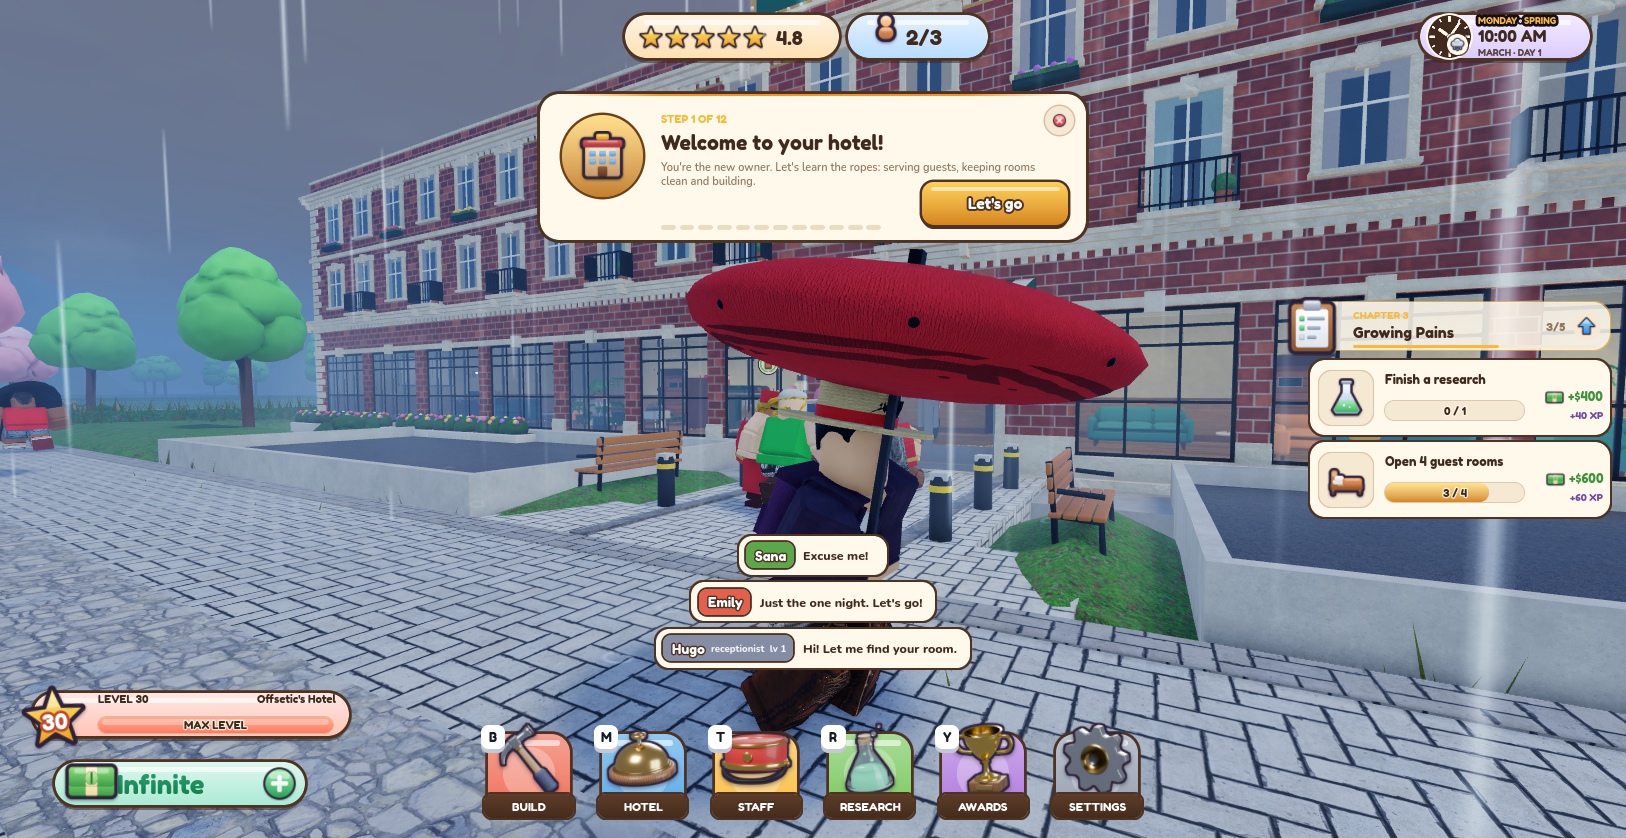 4.8
2/3
MONDAY • SPRING
10:00 AM
MARCH • DAY 1
STEP 1 OF 12
Welcome to your hotel!
You're the new owner. Let's learn the ropes: serving guests, keeping rooms
clean and building.
Let's go
CHAPTER 3
Growing Pains
3/5
Finish a research
0 / 1
+$400
+40 XP
Open 4 guest rooms
3 / 4
+$600
+60 XP
Sana Excuse me!
Emily Just the one night. Let's go!
Hugo receptionist lv 1 Hi! Let me find your room.
30
LEVEL 30 Offsetic's Hotel
MAX LEVEL
Infinite
B
M
T
R
Y
BUILD
HOTEL
STAFF
RESEARCH
AWARDS
SETTINGS